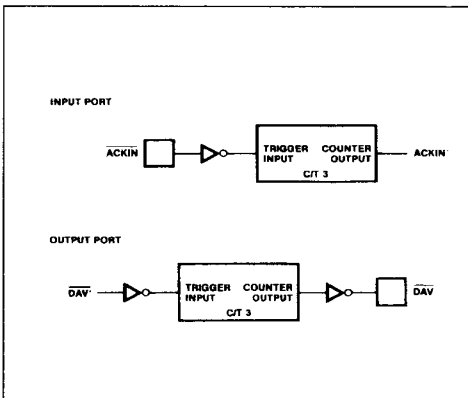 INPUT PORT
ACKIN
TRIGGER INPUT
COUNTER OUTPUT
C/T 3
ACKIN'
OUTPUT PORT
DAV'
TRIGGER INPUT
COUNTER OUTPUT
C/T 3
DAV